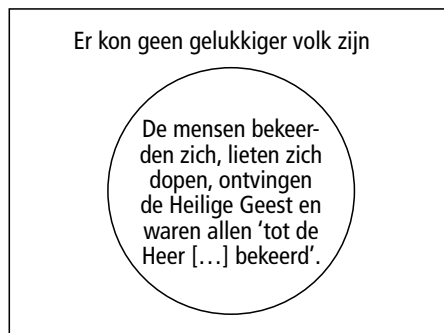 Er kon geen gelukkiger volk zijn
De mensen bekeer-
den zich, lieten zich
dopen, ontvingen
de Heilige Geest en
waren allen ‘tot de
Heer [...] bekeerd’.